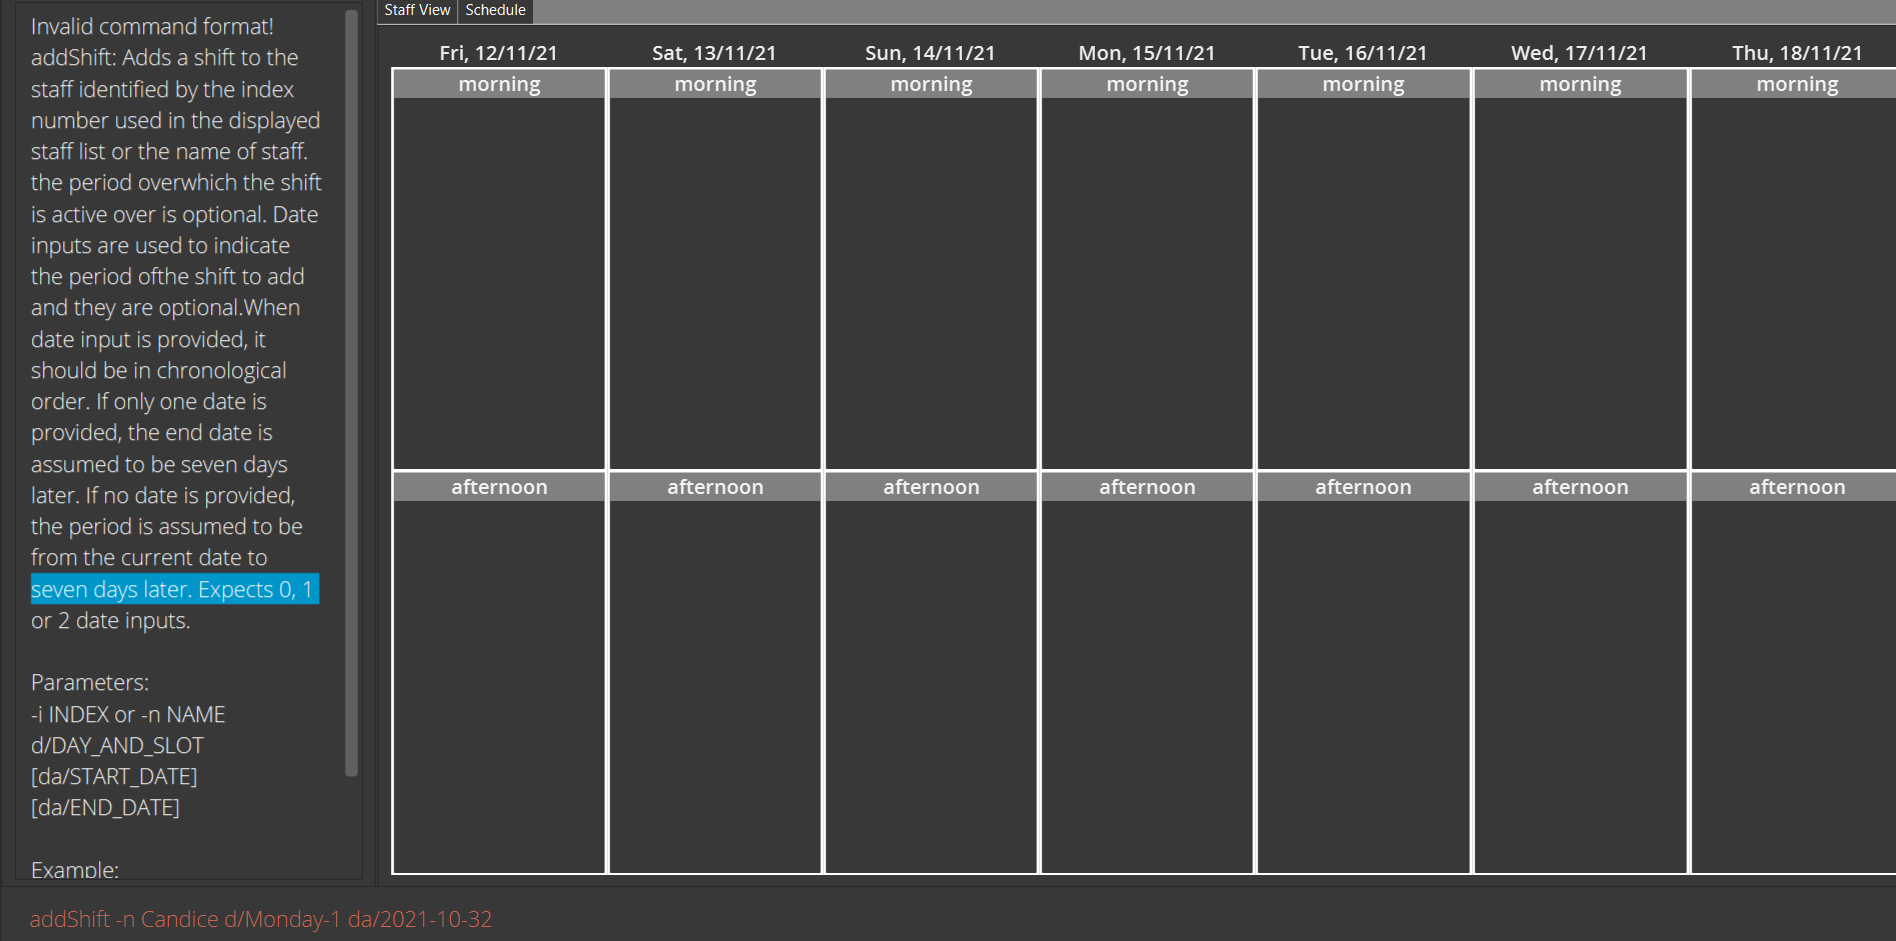 Invalid command format!
addShift: Adds a shift to the
staff identified by the index
number used in the displayed
staff list or the name of staff.
the period overwhich the shift
is active over is optional. Date
inputs are used to indicate
the period ofthe shift to add
and they are optional.When
date input is provided, it
should be in chronological
order. If only one date is
provided, the end date is
assumed to be seven days
later. If no date is provided,
the period is assumed to be
from the current date to
seven days later. Expects 0, 1
or 2 date inputs.
Parameters:
-i INDEX or -n NAME
d/DAY_AND_SLOT
[da/START_DATE]
[da/END_DATE]
Example:
Staff View Schedule
Fri, 12/11/21 Sat, 13/11/21 Sun, 14/11/21 Mon, 15/11/21 Tue, 16/11/21 Wed, 17/11/21 Thu, 18/11/21
morning morning morning morning morning morning morning
afternoon afternoon afternoon afternoon afternoon afternoon afternoon
addShift -n Candice d/Monday-1 da/2021-10-32